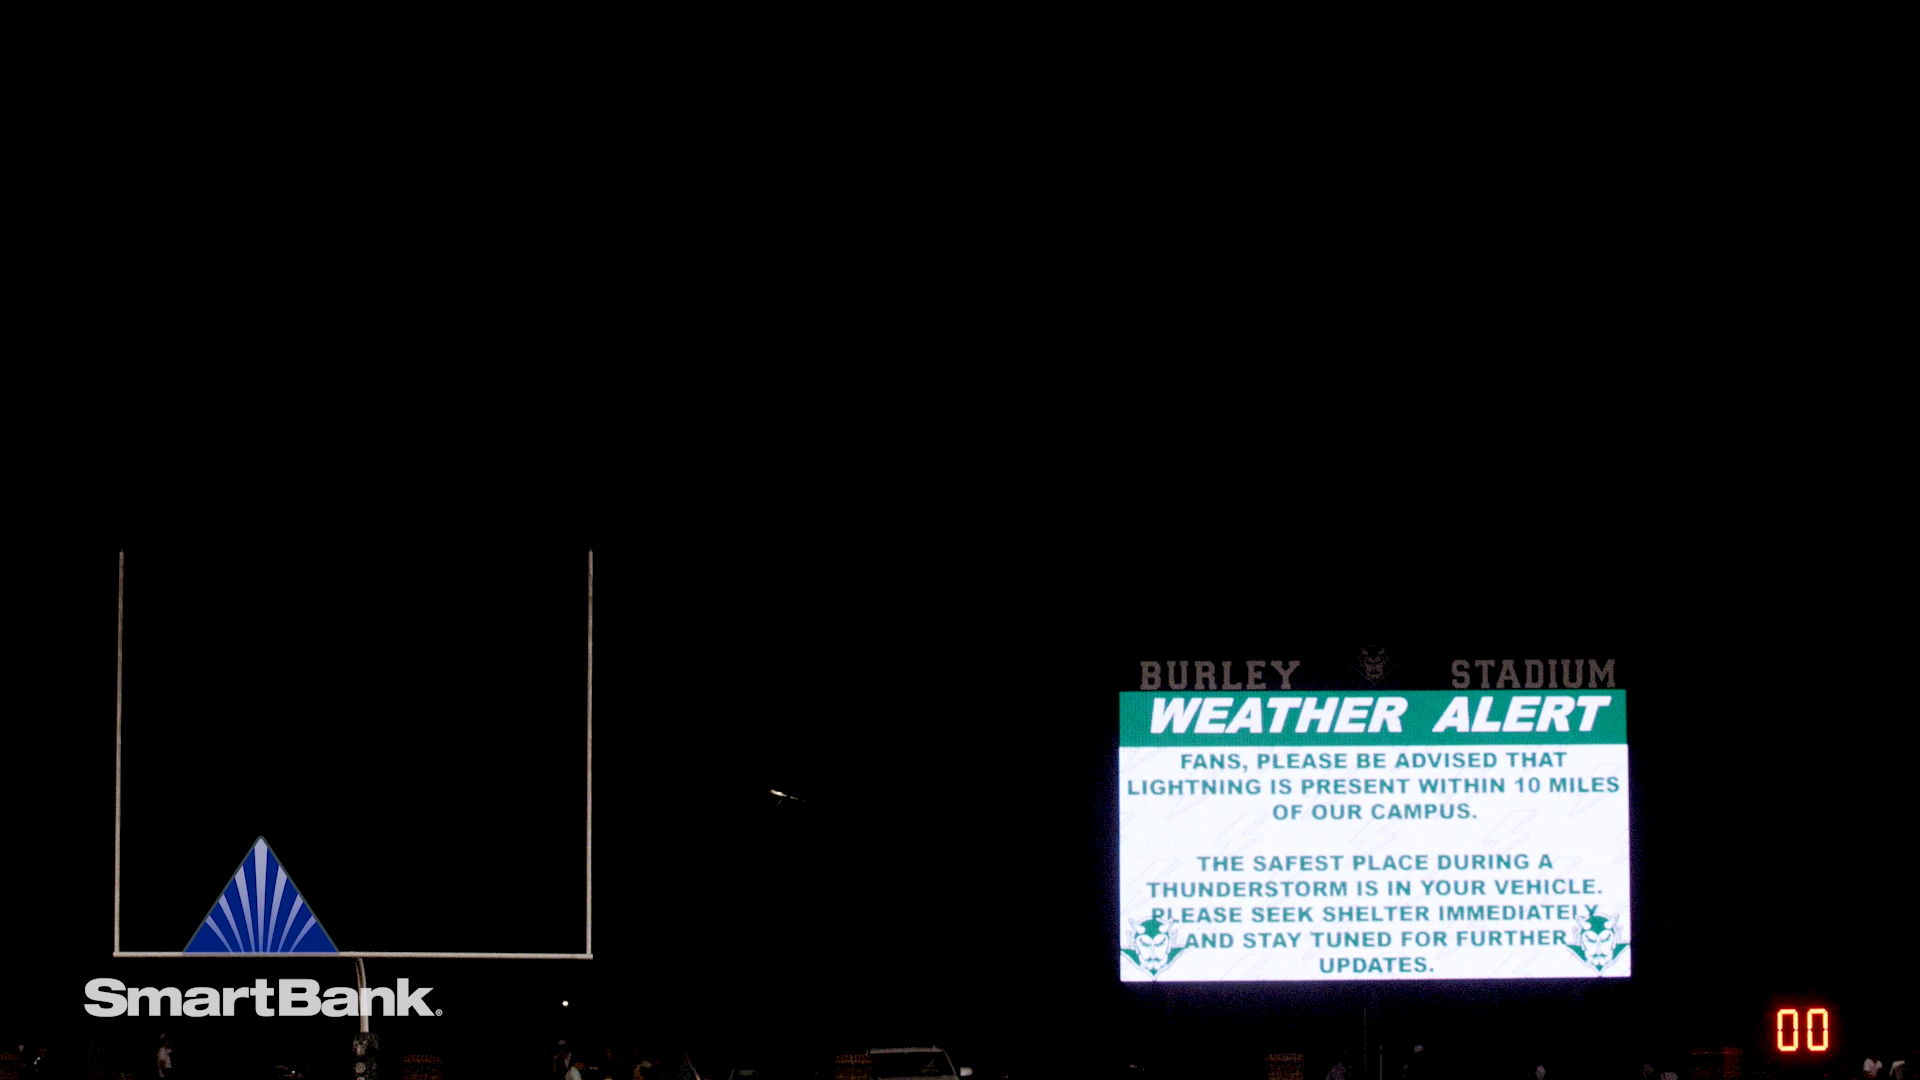 BURLEY STADIUM
WEATHER ALERT
FANS, PLEASE BE ADVISED THAT
LIGHTNING IS PRESENT WITHIN 10 MILES
OF OUR CAMPUS.
THE SAFEST PLACE DURING A
THUNDERSTORM IS IN YOUR VEHICLE.
PLEASE SEEK SHELTER IMMEDIATELY
AND STAY TUNED FOR FURTHER
UPDATES.
SmartBank®
00